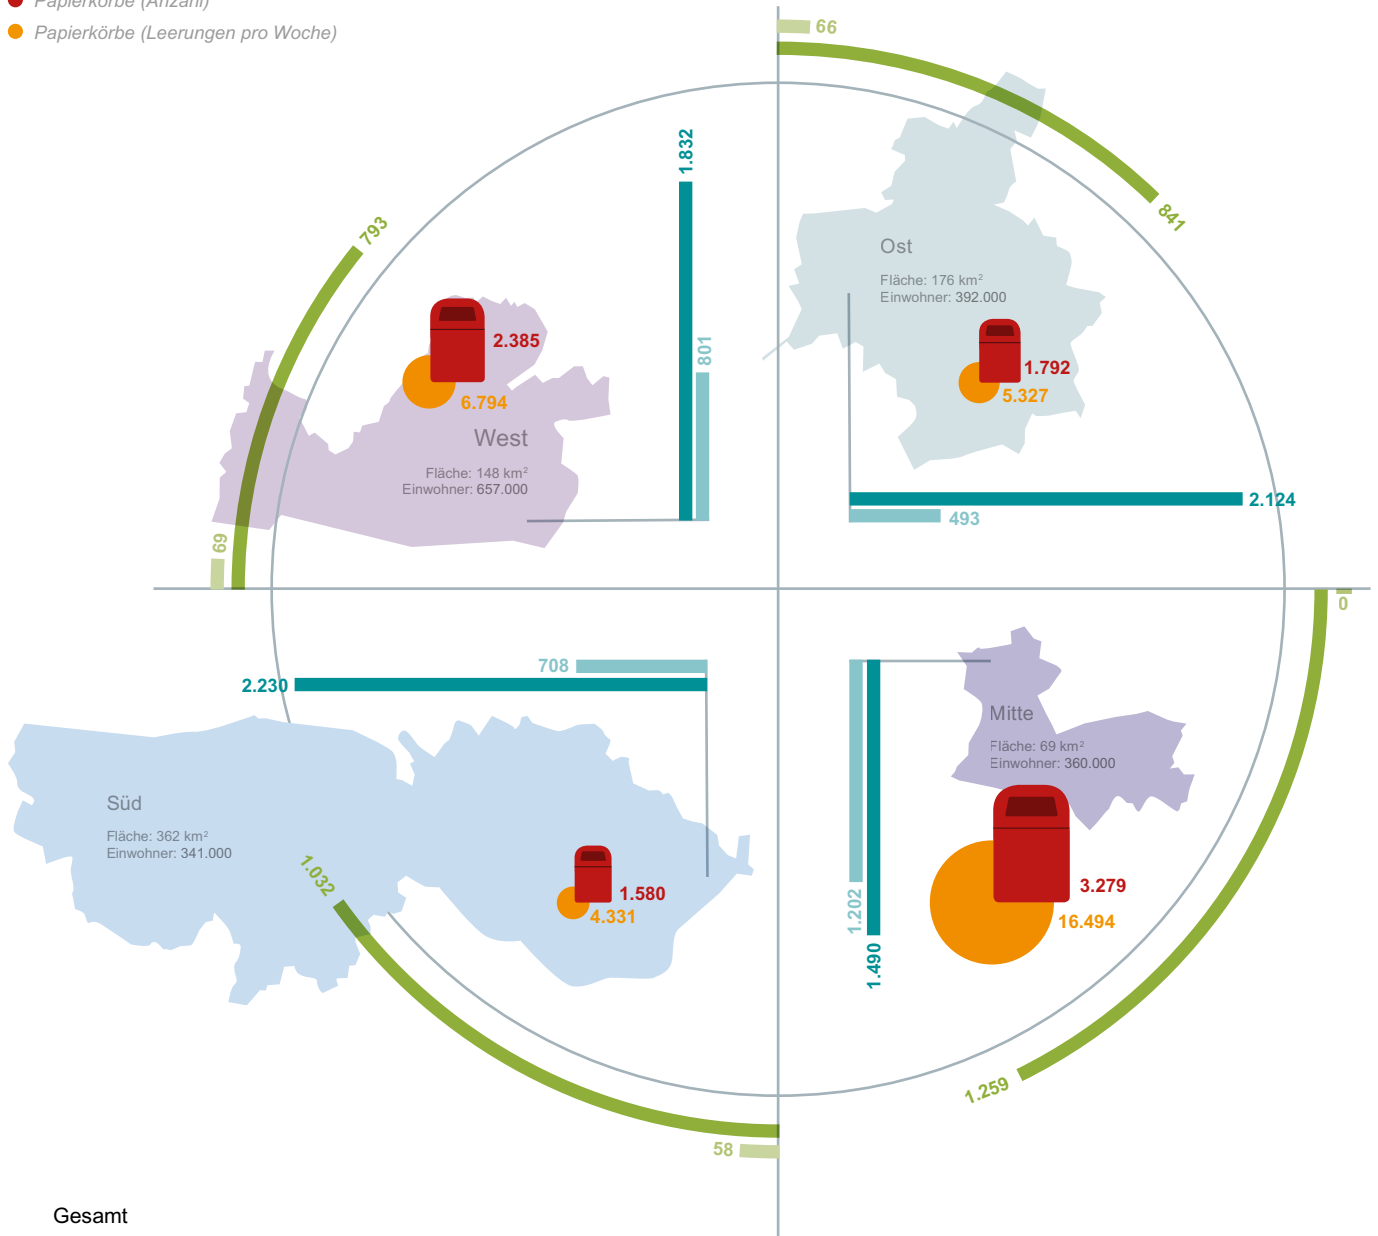 Papierkörbe (Anzahl)
Papierkörbe (Leerungen pro Woche)
66
841
793
69
1.832
801
2.385
6.794
West
Fläche: 148 km²
Einwohner: 657.000
Ost
Fläche: 176 km²
Einwohner: 392.000
1.792
5.327
2.124
493
0
708
2.230
Süd
Fläche: 362 km²
Einwohner: 341.000
1.032
1.580
4.331
58
Mitte
Fläche: 69 km²
Einwohner: 360.000
1.202
1.490
3.279
16.494
1.259
Gesamt